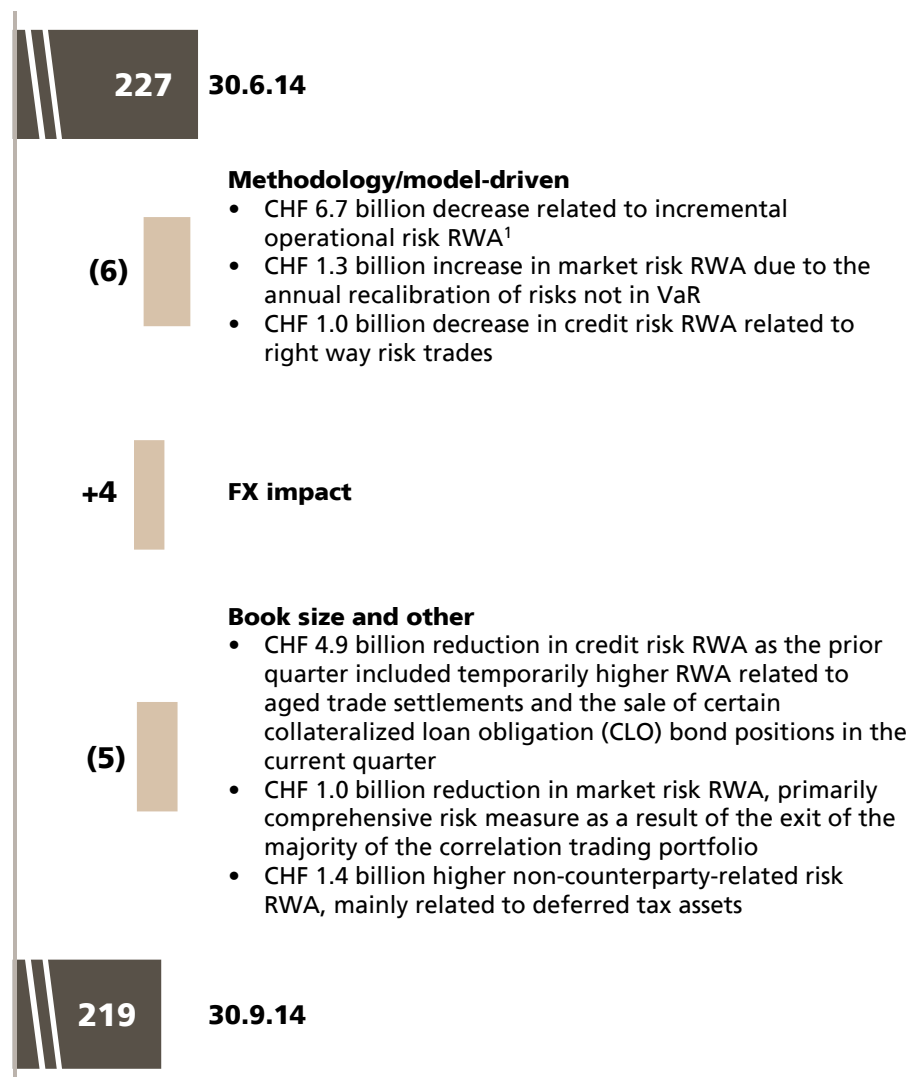 227 30.6.14
Methodology/model-driven
• CHF 6.7 billion decrease related to incremental
operational risk RWA¹
(6)
• CHF 1.3 billion increase in market risk RWA due to the
annual recalibration of risks not in VaR
• CHF 1.0 billion decrease in credit risk RWA related to
right way risk trades
+4 FX impact
Book size and other
• CHF 4.9 billion reduction in credit risk RWA as the prior
quarter included temporarily higher RWA related to
aged trade settlements and the sale of certain
collateralized loan obligation (CLO) bond positions in the
current quarter
(5)
• CHF 1.0 billion reduction in market risk RWA, primarily
comprehensive risk measure as a result of the exit of the
majority of the correlation trading portfolio
• CHF 1.4 billion higher non-counterparty-related risk
RWA, mainly related to deferred tax assets
219 30.9.14